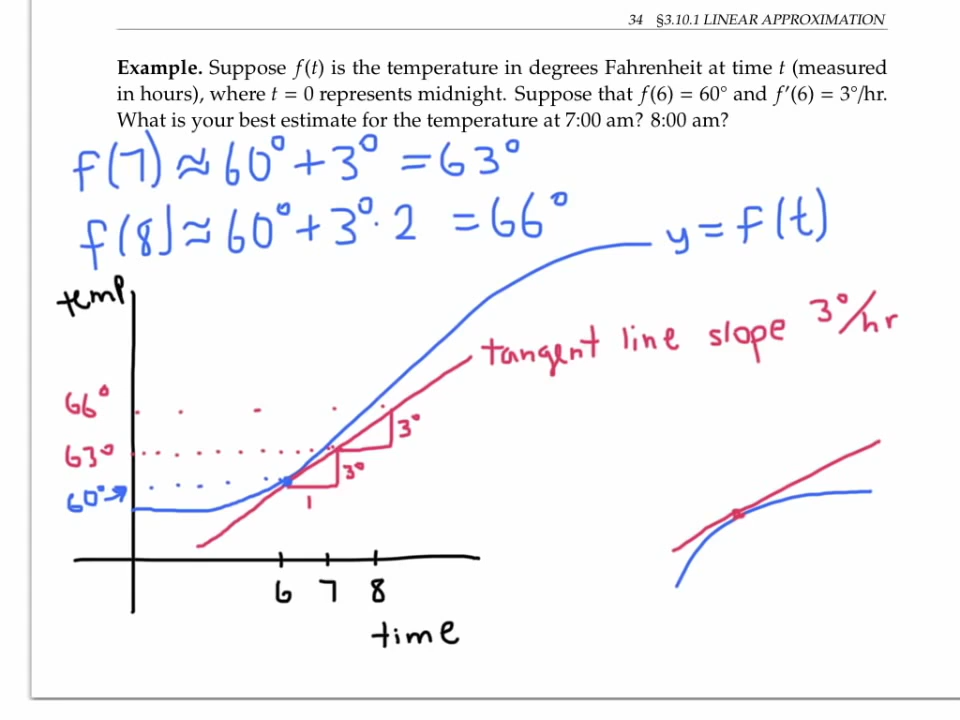 34 §3.10.1 LINEAR APPROXIMATION
Example. Suppose f(t) is the temperature in degrees Fahrenheit at time t (measured
in hours), where t = 0 represents midnight. Suppose that f(6) = 60° and f′(6) = 3°/hr.
What is your best estimate for the temperature at 7:00 am? 8:00 am?
f(7) ≈ 60° + 3° = 63°
f(8) ≈ 60° + 3° · 2 = 66°
y = f(t)
temp
tangent line slope 3°/hr
66°
3°
63°
3°
60°
1
6 7 8
time